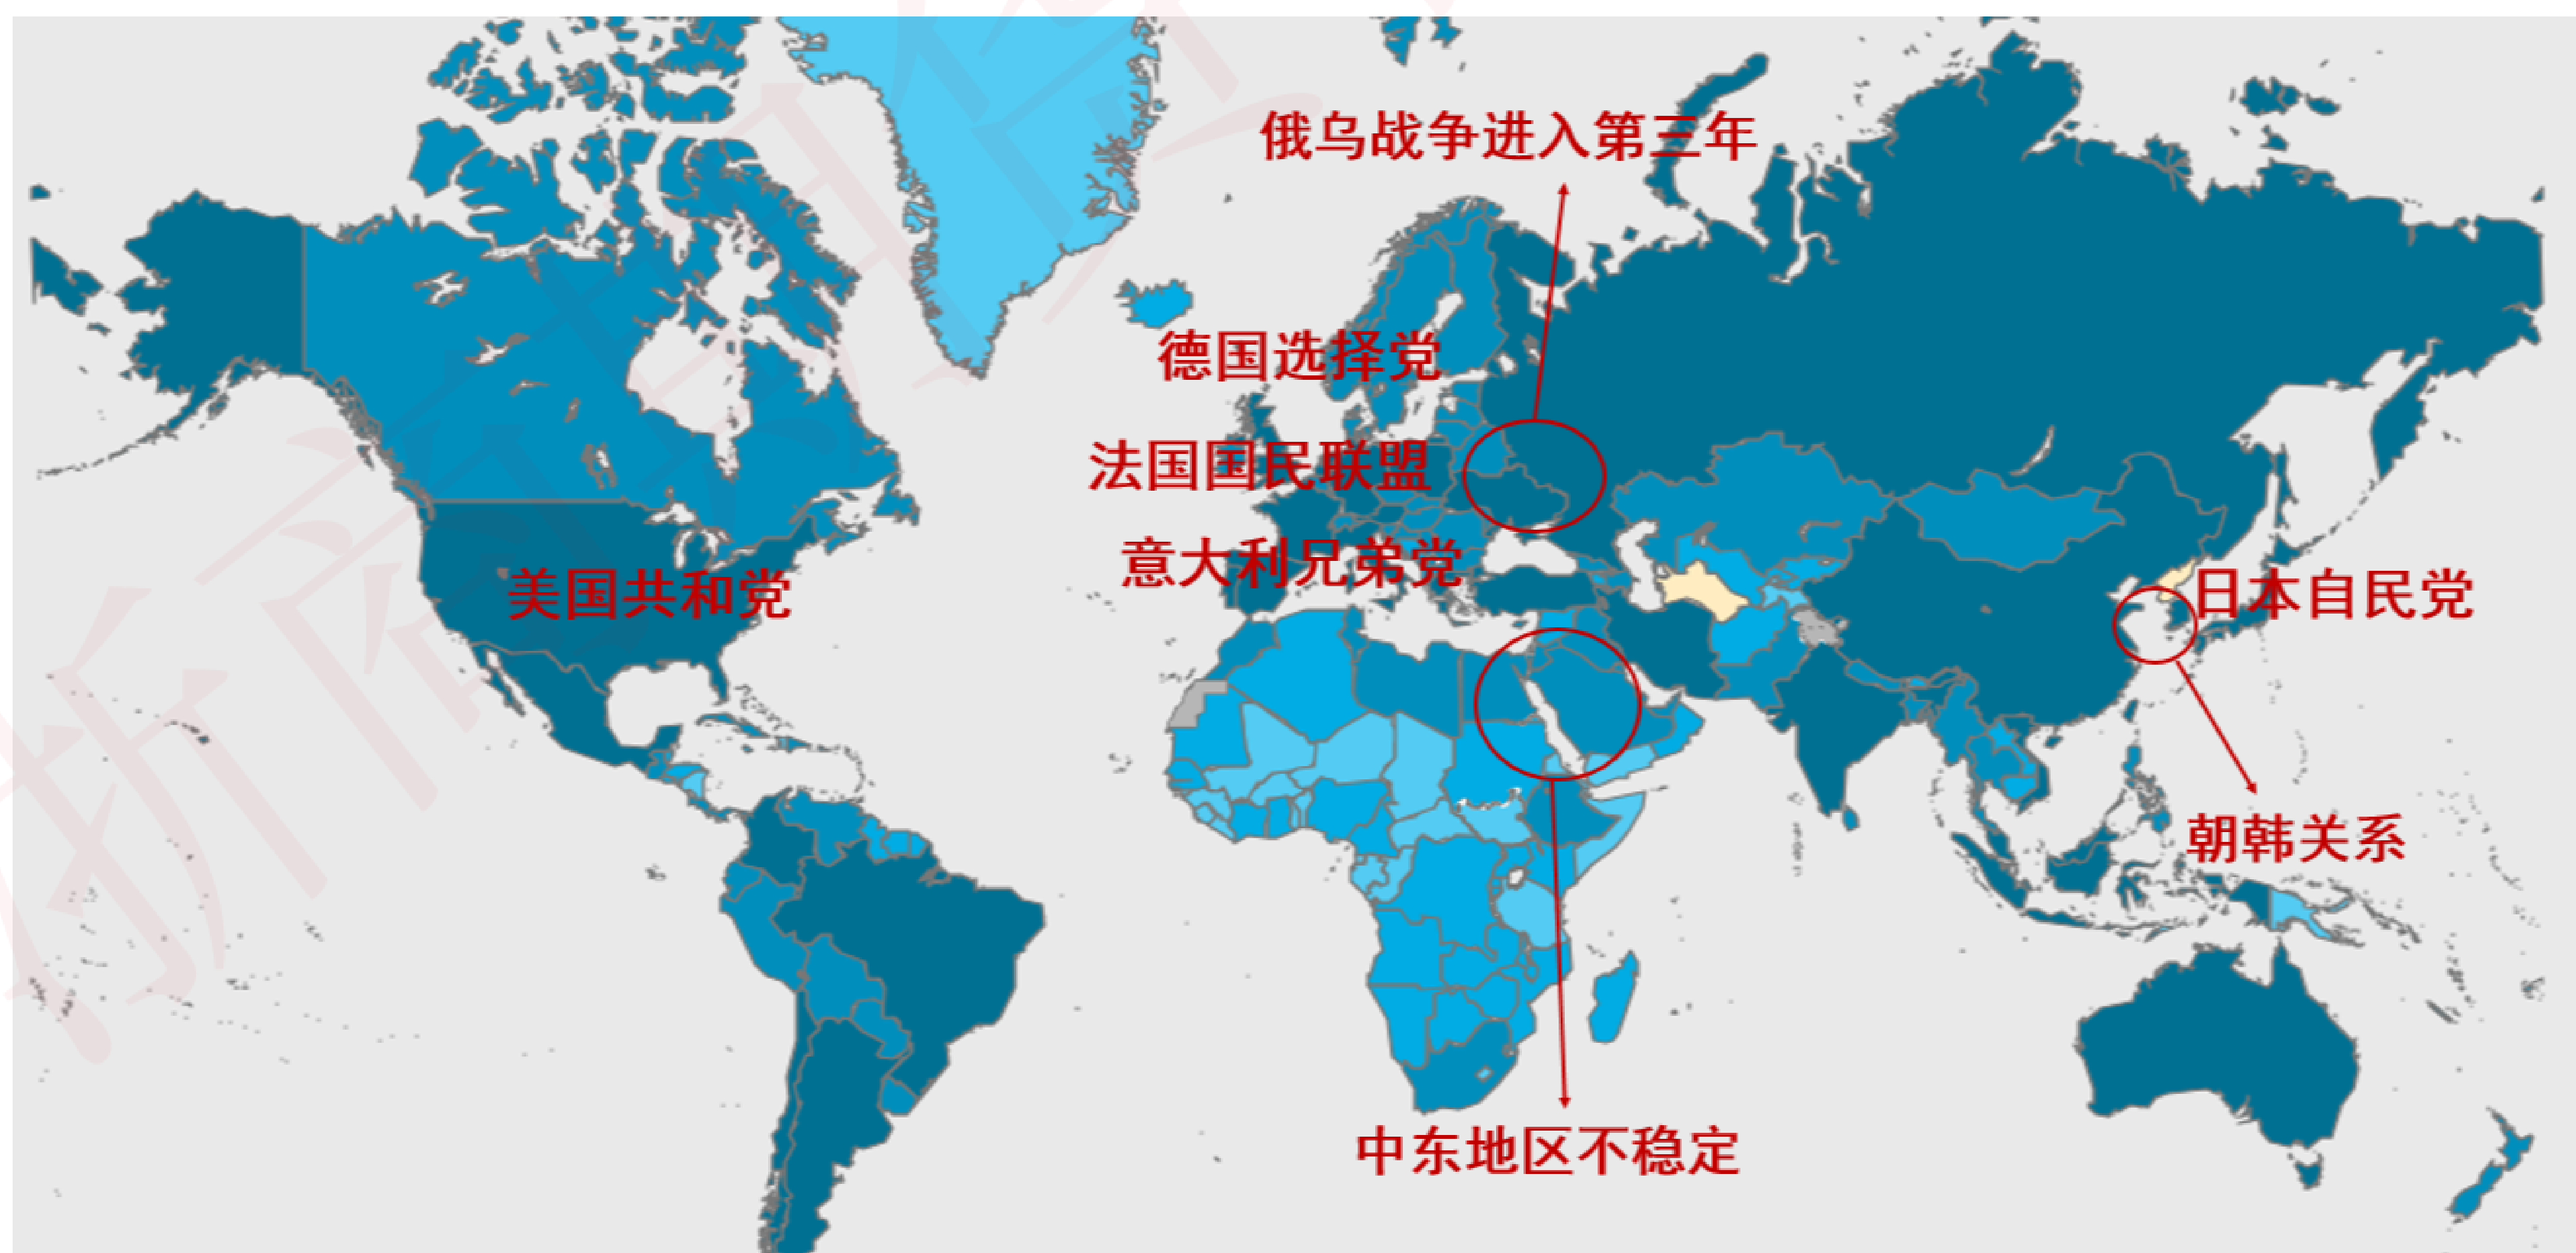 俄乌战争进入第三年
德国选择党
法国国民联盟
意大利兄弟党
美国共和党
日本自民党
朝韩关系
中东地区不稳定
浙商